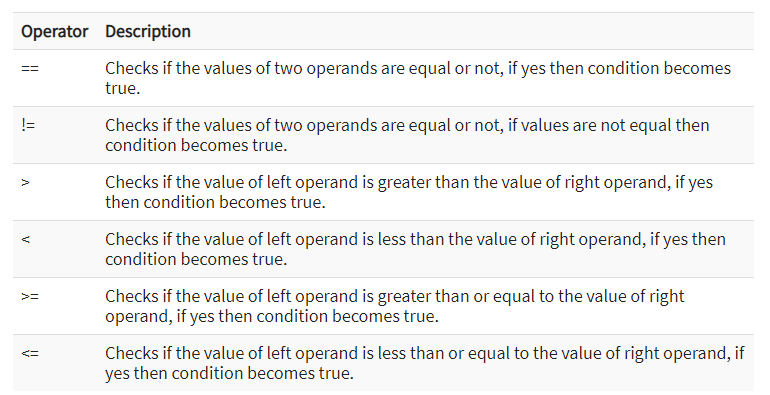 Operator Description
== Checks if the values of two operands are equal or not, if yes then condition becomes
true.
!= Checks if the values of two operands are equal or not, if values are not equal then
condition becomes true.
> Checks if the value of left operand is greater than the value of right operand, if yes
then condition becomes true.
< Checks if the value of left operand is less than the value of right operand, if yes then
condition becomes true.
>= Checks if the value of left operand is greater than or equal to the value of right
operand, if yes then condition becomes true.
<= Checks if the value of left operand is less than or equal to the value of right operand, if
yes then condition becomes true.